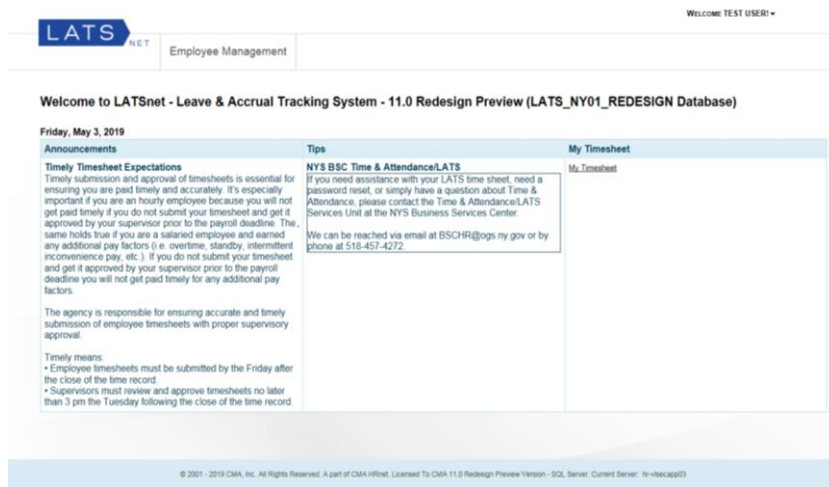 WELCOME TEST USER!
LATS
NET
Employee Management
Welcome to LATSnet - Leave & Accrual Tracking System - 11.0 Redesign Preview (LATS_NY01_REDESIGN Database)
Friday, May 3, 2019
Announcements
Timely Timesheet Expectations
Timely submission and approval of timesheets is essential for
ensuring you are paid timely and accurately. It's especially
important if you are an hourly employee because you will not
get paid timely if you do not submit your timesheet and get it
approved by your supervisor prior to the payroll deadline. The
same holds true if you are a salaried employee and earned
any additional pay factors (i.e. overtime, standby, intermittent
inconvenience pay, etc.). If you do not submit your timesheet
and get it approved by your supervisor prior to the payroll
deadline you will not get paid timely for any additional pay
factors.
The agency is responsible for ensuring accurate and timely
submission of employee timesheets with proper supervisory
approval.
Timely means:
• Employee timesheets must be submitted by the Friday after
the close of the time record.
• Supervisors must review and approve timesheets no later
than 3 pm the Tuesday following the close of the time record.
Tips
NYS BSC Time & Attendance/LATS
If you need assistance with your LATS time sheet, need a
password reset, or simply have a question about Time &
Attendance, please contact the Time & Attendance/LATS
Services Unit at the NYS Business Services Center.
We can be reached via email at BSCHR@ogs.ny.gov or by
phone at 518-457-4272.
My Timesheet
My Timesheet
© 2001 - 2019 CMA, Inc. All Rights Reserved. A part of CMA HRnet. Licensed To CMA 11.0 Redesign Preview Version - SQL Server. Current Server: hr-vitsecapp03